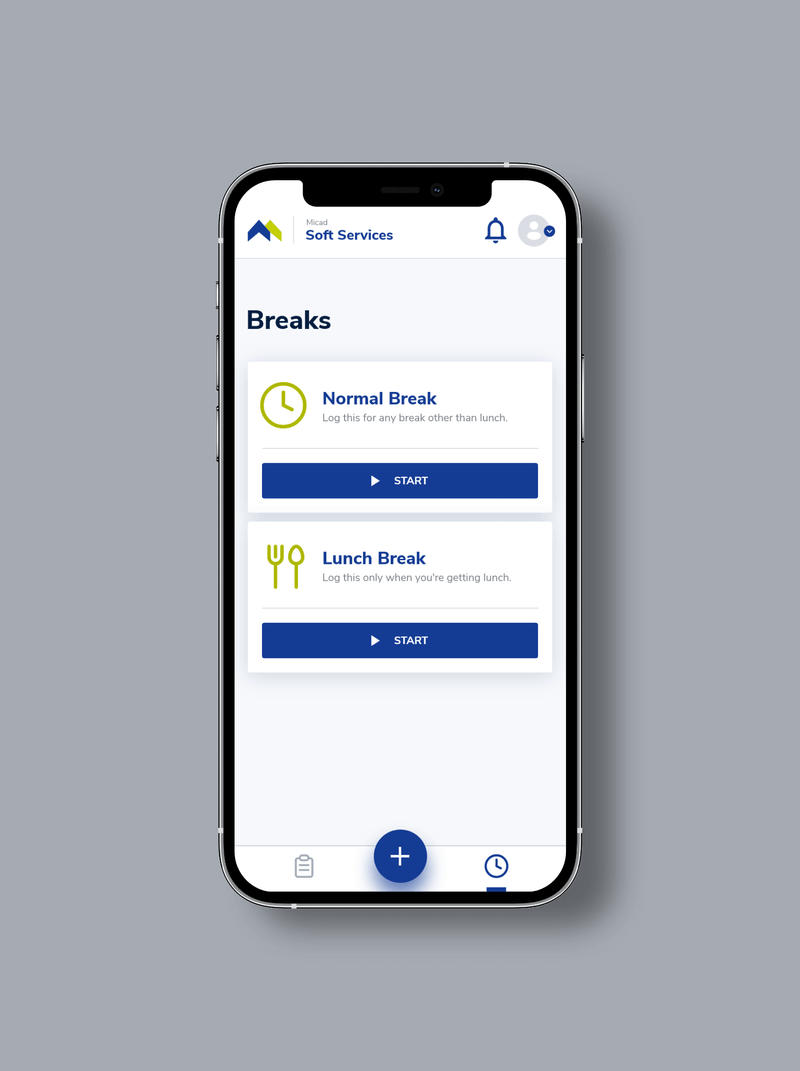 Micad
Soft Services
Breaks
Normal Break
Log this for any break other than lunch.
START
Lunch Break
Log this only when you're getting lunch.
START